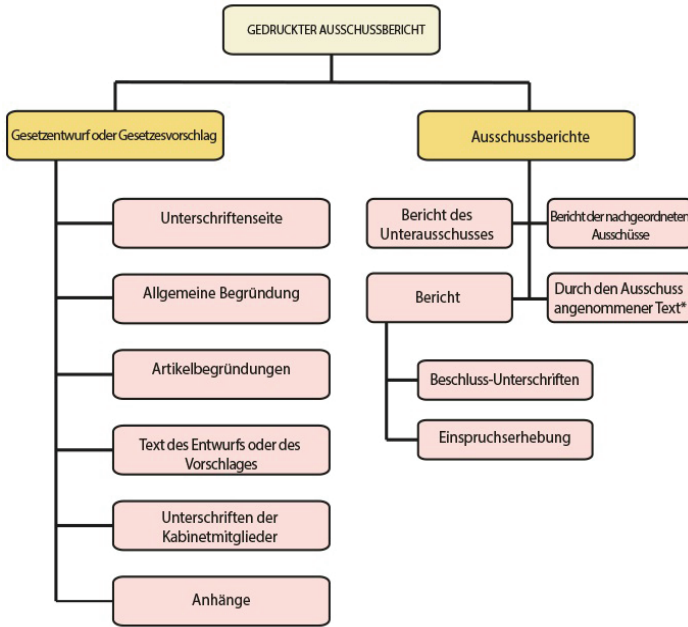 GEDRUCKTER AUSSCHUSSBERICHT
Gesetzentwurf oder Gesetzesvorschlag
Unterschriftenseite
Allgemeine Begründung
Artikelbegründungen
Text des Entwurfs oder des
Vorschlages
Unterschriften der
Kabinetmitglieder
Anhänge
Ausschussberichte
Bericht des
Unterausschusses
Bericht der nachgeordneten
Ausschüsse
Bericht
Durch den Ausschuss
angenommener Text*
Beschluss-Unterschriften
Einspruchserhebung